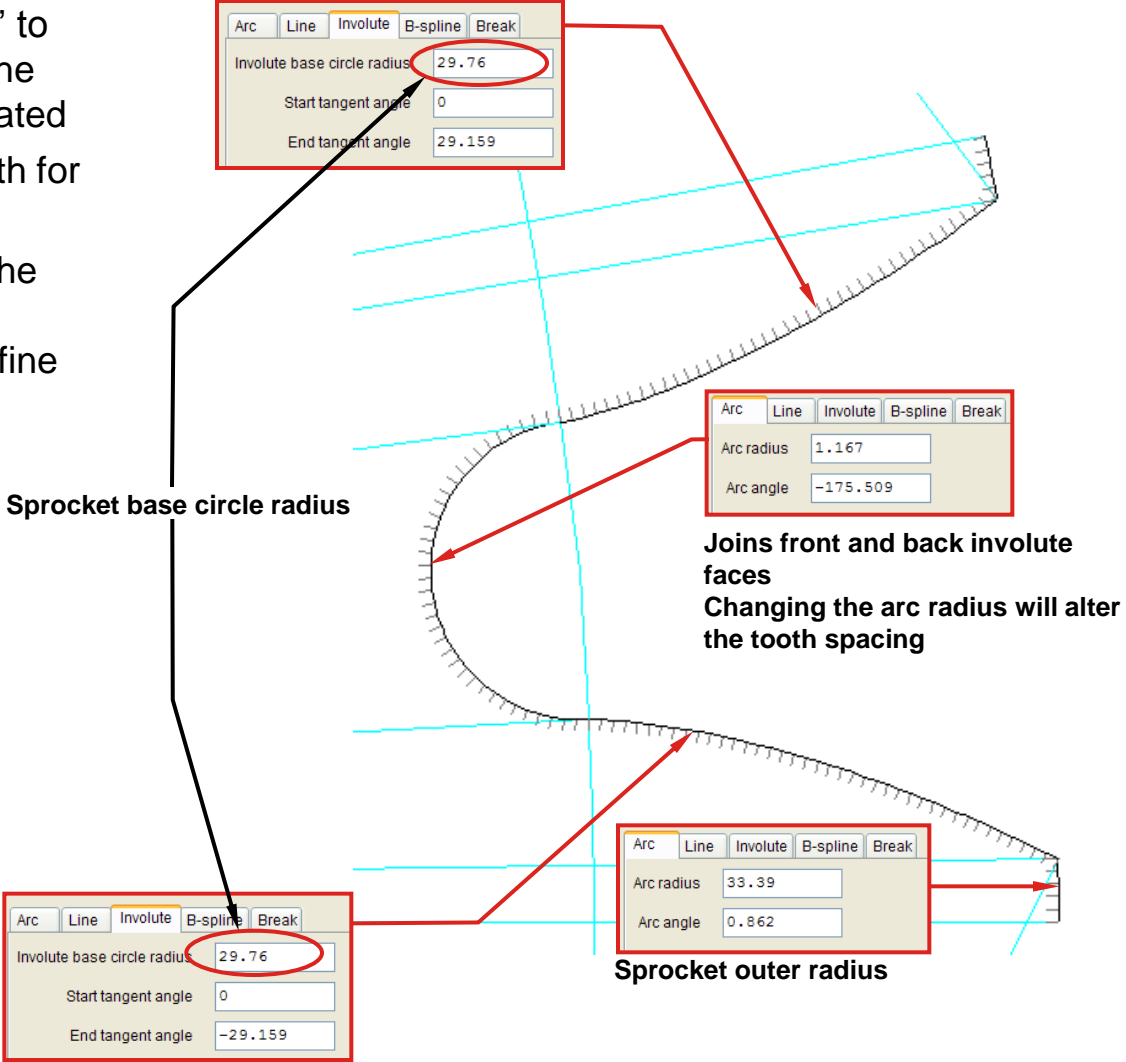 ” to
ne
ated
th for
he
fine
Arc Line Involute B-spline Break
Involute base circle radius 29.76
Start tangent angle 0
End tangent angle 29.159
Arc Line Involute B-spline Break
Arc radius 1.167
Arc angle -175.509
Joins front and back involute
faces
Changing the arc radius will alter
the tooth spacing
Sprocket base circle radius
Arc Line Involute B-spline Break
Arc radius 33.39
Arc angle 0.862
Sprocket outer radius
Arc Line Involute B-spline Break
Involute base circle radius 29.76
Start tangent angle 0
End tangent angle -29.159